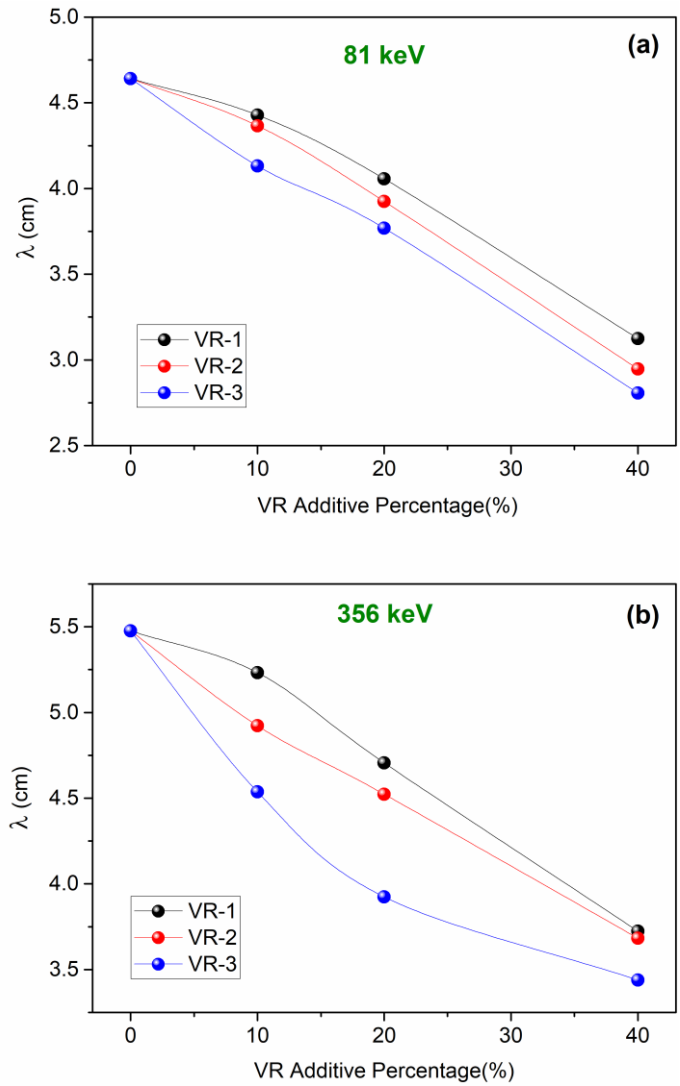 (a)
81 keV
5.0
4.5
4.0
3.5
3.0
2.5
λ (cm)
VR-1
VR-2
VR-3
0 10 20 30 40
VR Additive Percentage(%)
(b)
356 keV
5.5
5.0
4.5
4.0
3.5
λ (cm)
VR-1
VR-2
VR-3
0 10 20 30 40
VR Additive Percentage(%)